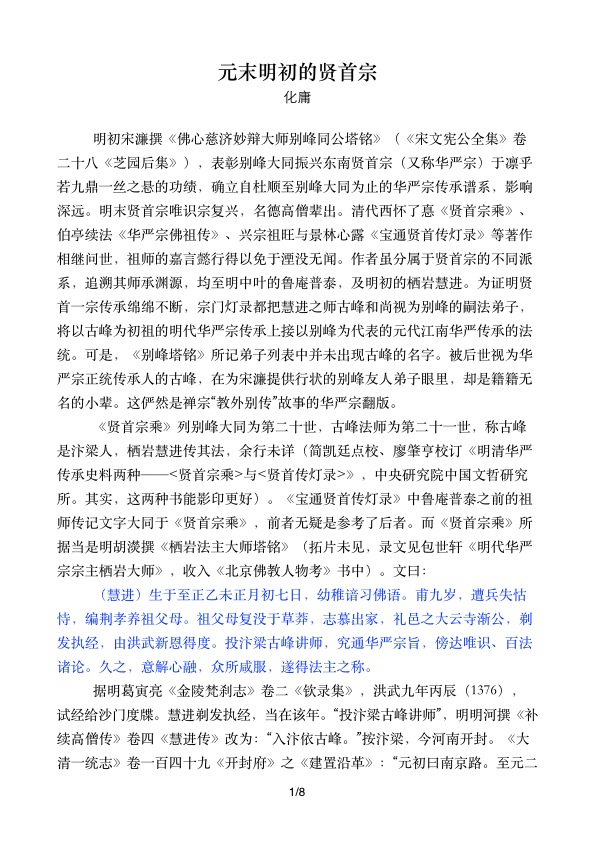 元末明初的贤首宗
化庸
明初宋濂撰《佛心慈济妙辩大师别峰同公塔铭》（《宋文宪公全集》卷
二十八《芝园后集》），表彰别峰大同振兴东南贤首宗（又称华严宗）于凛乎
若九鼎一丝之悬的功绩，确立自杜顺至别峰大同为止的华严宗传承谱系，影响
深远。明末贤首宗唯识宗复兴，名德高僧辈出。清代西怀了惪《贤首宗乘》、
伯亭续法《华严宗佛祖传》、兴宗祖旺与景林心露《宝通贤首传灯录》等著作
相继问世，祖师的嘉言懿行得以免于湮没无闻。作者虽分属于贤首宗的不同派
系，追溯其师承渊源，均至明中叶的鲁庵普泰，及明初的栖岩慧进。为证明贤
首一宗传承绵绵不断，宗门灯录都把慧进之师古峰和尚视为别峰的嗣法弟子，
将以古峰为初祖的明代华严宗传承上接以别峰为代表的元代江南华严传承的法
统。可是，《别峰塔铭》所记弟子列表中并未出现古峰的名字。被后世视为华
严宗正统传承人的古峰，在为宋濂提供行状的别峰友人弟子眼里，却是籍籍无
名的小辈。这俨然是禅宗“教外别传”故事的华严宗翻版。
《贤首宗乘》列别峰大同为第二十世，古峰法师为第二十一世，称古峰
是汴梁人，栖岩慧进传其法，余行未详（简凯廷点校、廖肇亨校订《明清华严
传承史料两种——<贤首宗乘>与<贤首传灯录>》，中央研究院中国文哲研究
所。其实，这两种书能影印更好）。《宝通贤首传灯录》中鲁庵普泰之前的祖
师传记文字大同于《贤首宗乘》，前者无疑是参考了后者。而《贤首宗乘》所
据当是明胡濙撰《栖岩法主大师塔铭》（拓片未见，录文见包世轩《明代华严
宗宗主栖岩大师》，收入《北京佛教人物考》书中）。文曰：
（慧进）生于至正乙未正月初七日，幼稚谙习佛语。甫九岁，遭兵失怙
恃，编荆孝养祖父母。祖父母复没于草莽，志慕出家，礼邑之大云寺渐公，剃
发执经，由洪武新恩得度。投汴梁古峰讲师，究通华严宗旨，傍达唯识、百法
诸论。久之，意解心融，众所咸服，遂得法主之称。
据明葛寅亮《金陵梵刹志》卷二《钦录集》，洪武九年丙辰（1376），
试经给沙门度牒。慧进剃发执经，当在该年。“投汴梁古峰讲师”，明明河撰《补
续高僧传》卷四《慧进传》改为：“入汴依古峰。”按汴梁，今河南开封。《大
清一统志》卷一百四十九《开封府》之《建置沿革》：“元初曰南京路。至元二
1/8